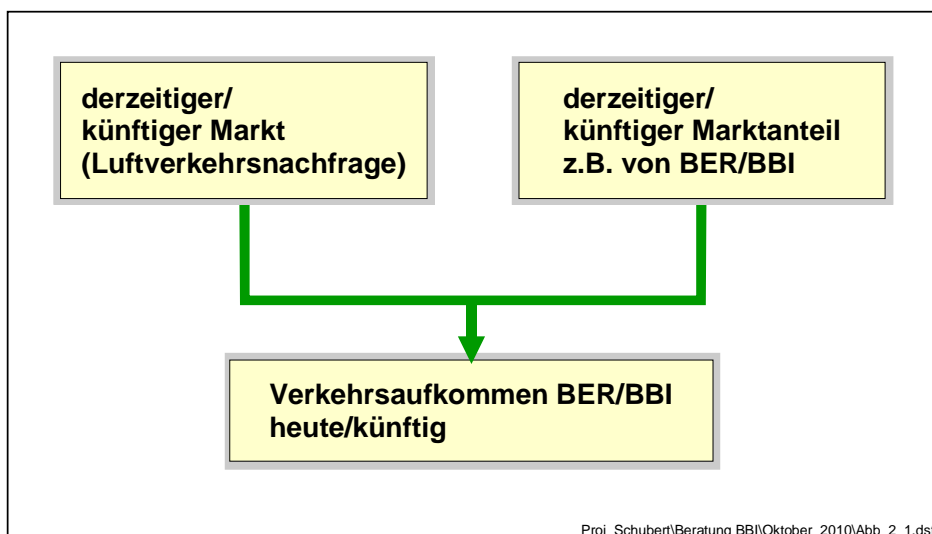 derzeitiger/
künftiger Markt
(Luftverkehrsnachfrage)
derzeitiger/
künftiger Marktanteil
z.B. von BER/BBI
Verkehrsaufkommen BER/BBI
heute/künftig
Proj_Schubert\Beratung BBI\Oktober_2010\Abb_2_1.dsf